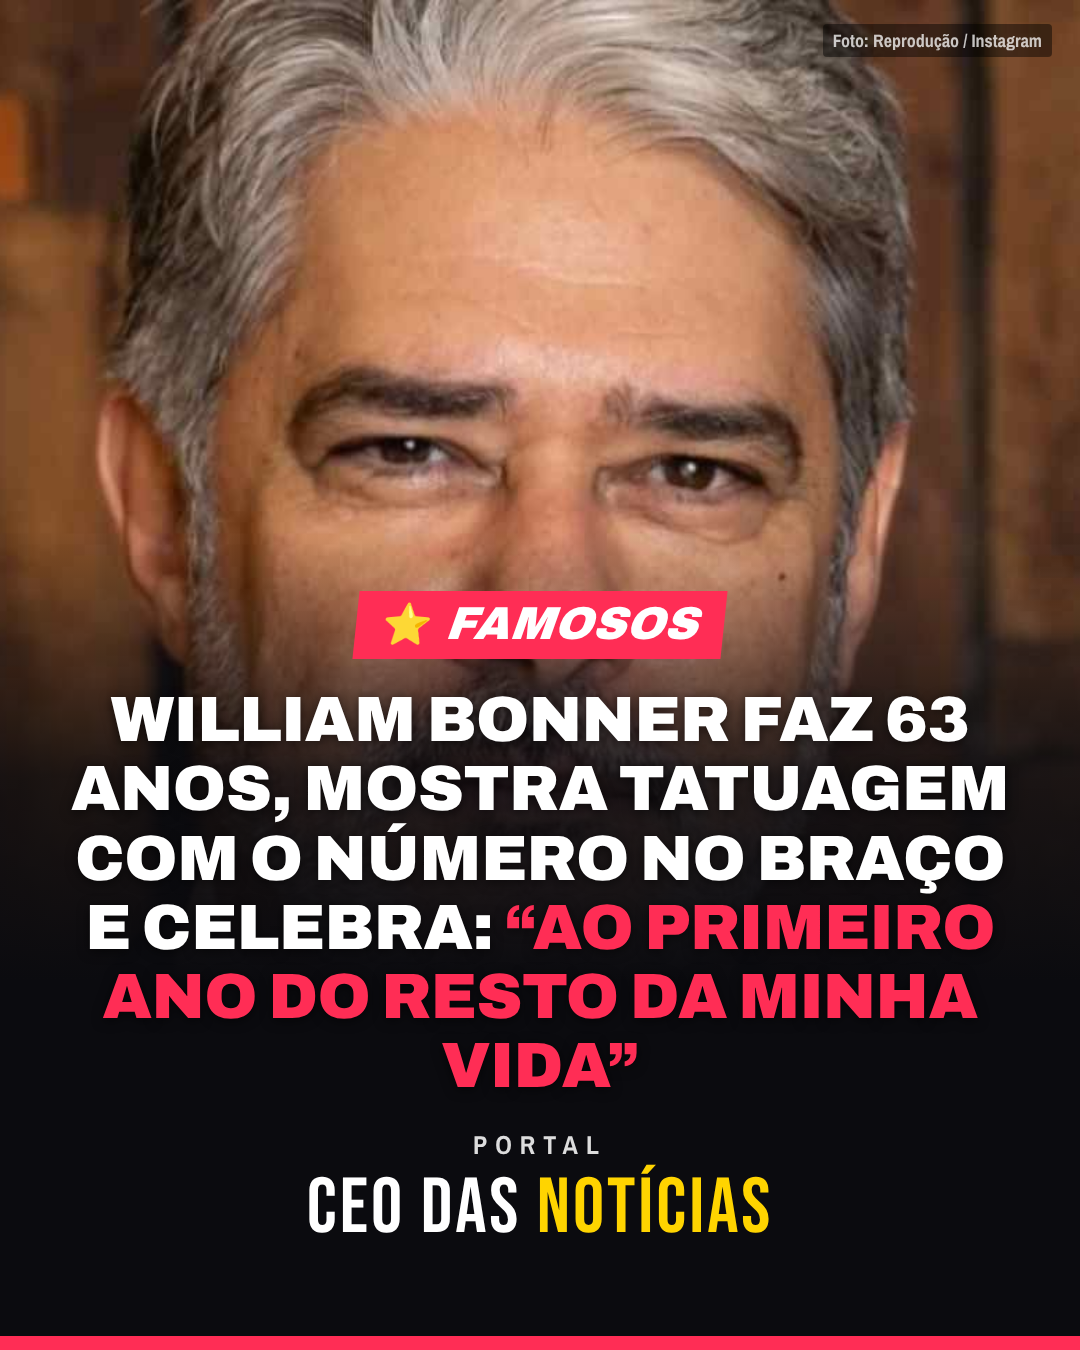 Foto: Reprodução / Instagram
⭐ FAMOSOS
WILLIAM BONNER FAZ 63
ANOS, MOSTRA TATUAGEM
COM O NÚMERO NO BRAÇO
E CELEBRA: “AO PRIMEIRO
ANO DO RESTO DA MINHA
VIDA”
PORTAL
CEO DAS NOTÍCIAS